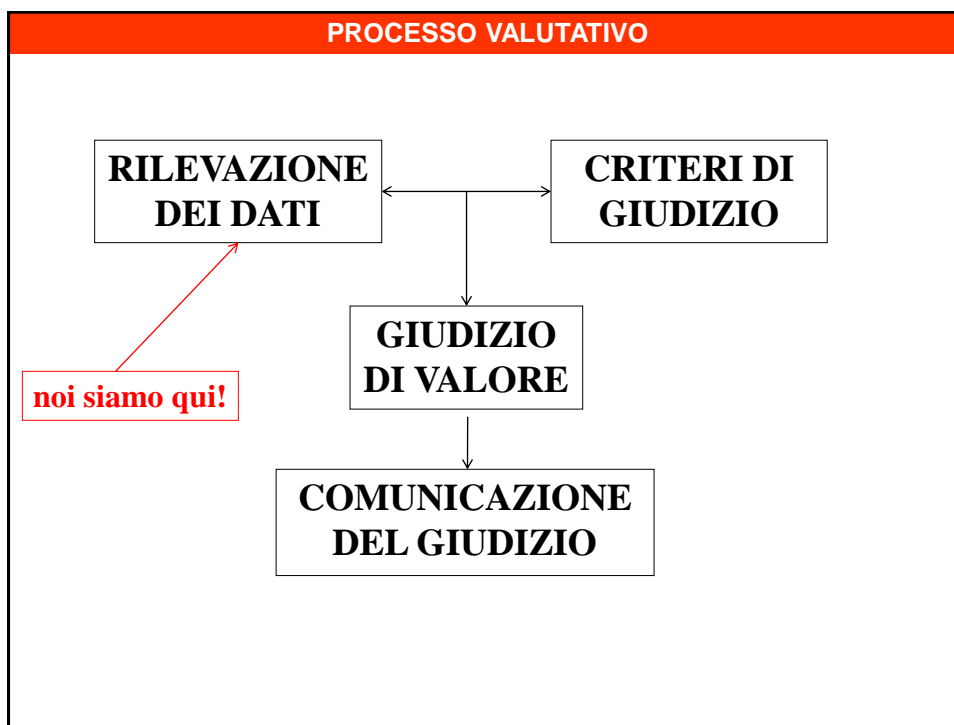 PROCESSO VALUTATIVO
RILEVAZIONE
DEI DATI
CRITERI DI
GIUDIZIO
GIUDIZIO
DI VALORE
noi siamo qui!
COMUNICAZIONE
DEL GIUDIZIO